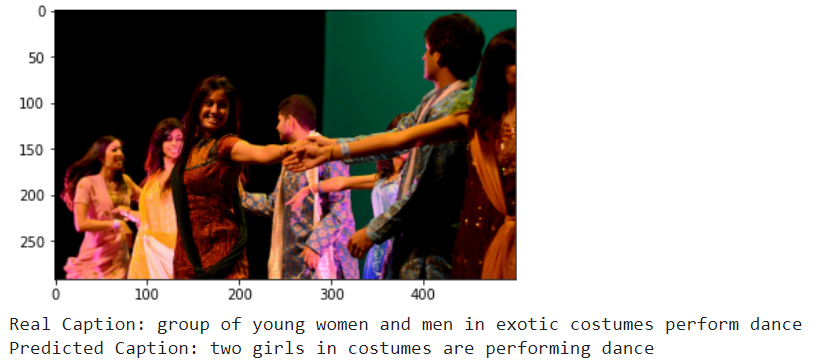 0
50
100
150
200
250
0 100 200 300 400
Real Caption: group of young women and men in exotic costumes perform dance
Predicted Caption: two girls in costumes are performing dance